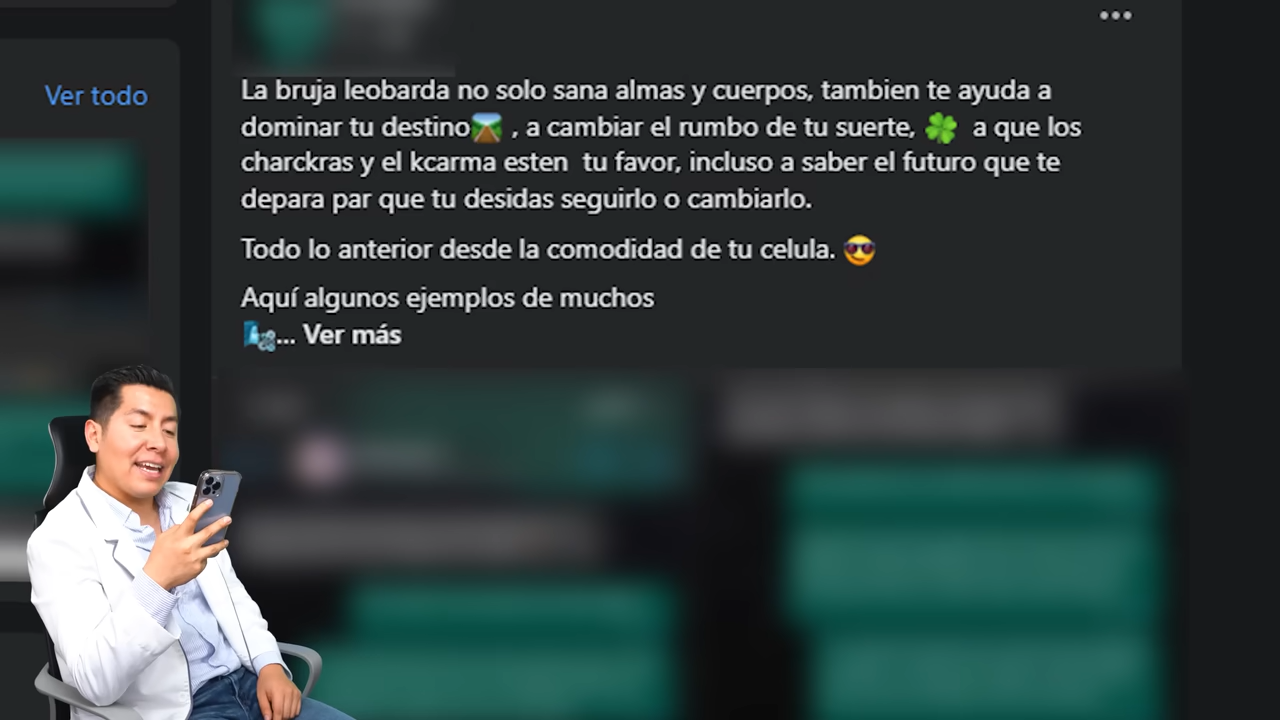 Ver todo
La bruja leobarda no solo sana almas y cuerpos, tambien te ayuda a
dominar tu destino🛣️ , a cambiar el rumbo de tu suerte, 🍀 a que los
charckras y el kcarma esten tu favor, incluso a saber el futuro que te
depara par que tu desidas seguirlo o cambiarlo.
Todo lo anterior desde la comodidad de tu celula. 😎
Aquí algunos ejemplos de muchos
🌬️... Ver más